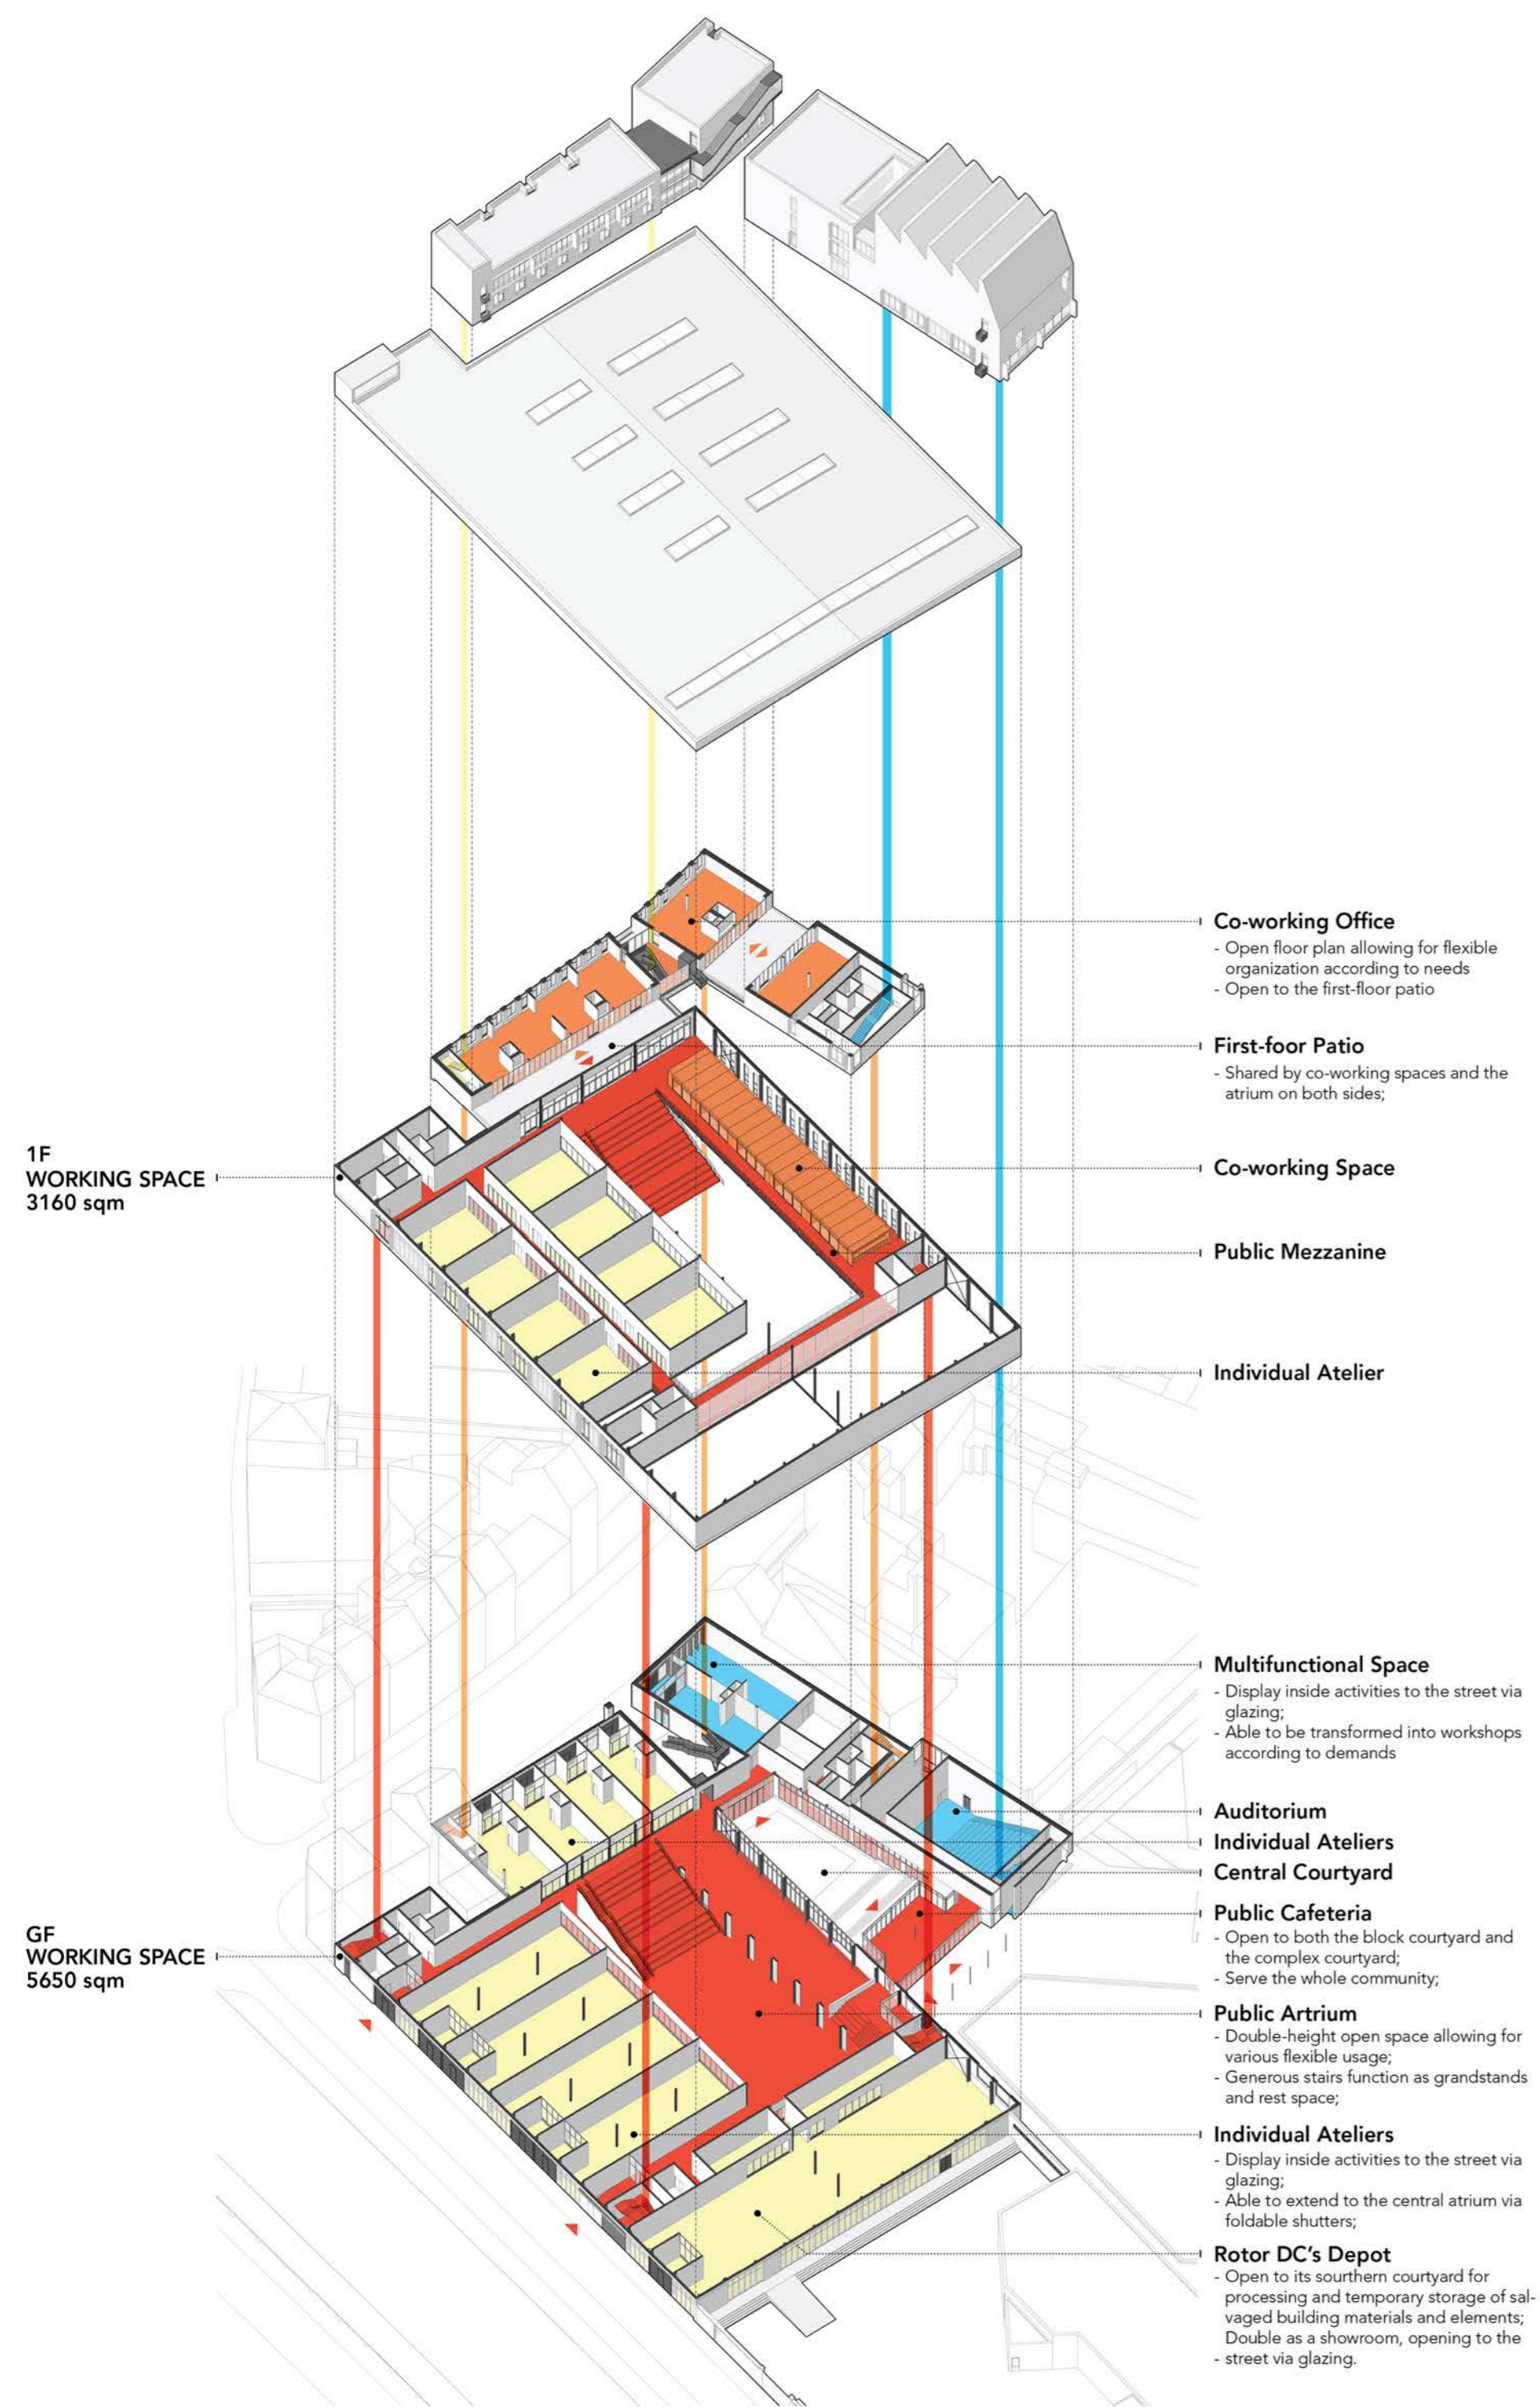 Co-working Office
- Open floor plan allowing for flexible
organization according to needs
- Open to the first-floor patio
First-foor Patio
- Shared by co-working spaces and the
atrium on both sides;
1F
WORKING SPACE
3160 sqm
Co-working Space
Public Mezzanine
Individual Atelier
Multifunctional Space
- Display inside activities to the street via
glazing;
- Able to be transformed into workshops
according to demands
Auditorium
Individual Ateliers
Central Courtyard
GF
WORKING SPACE
5650 sqm
Public Cafeteria
- Open to both the block courtyard and
the complex courtyard;
- Serve the whole community;
Public Artrium
- Double-height open space allowing for
various flexible usage;
- Generous stairs function as grandstands
and rest space;
Individual Ateliers
- Display inside activities to the street via
glazing;
- Able to extend to the central atrium via
foldable shutters;
Rotor DC's Depot
- Open to its sourthern courtyard for
processing and temporary storage of sal-
vaged building materials and elements;
Double as a showroom, opening to the
- street via glazing.